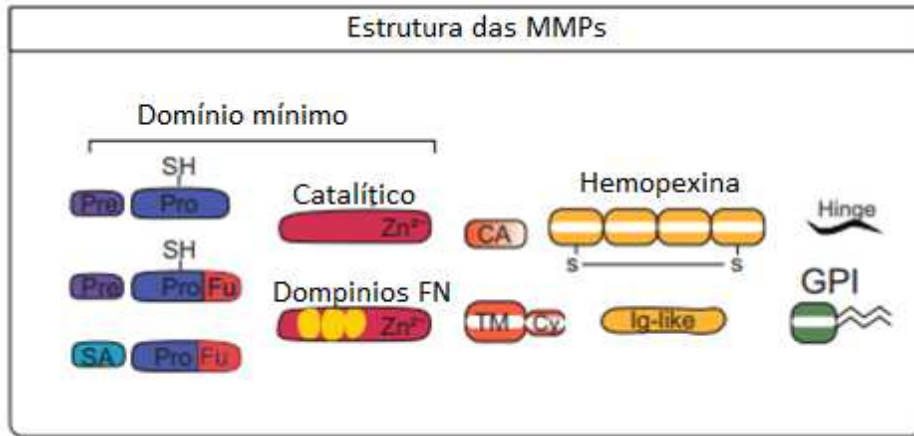 Estrutura das MMPs
Domínio mínimo
SH
Pre Pro
Catalítico
Zn²⁺
CA
Hemopexina
S S
Hinge
SH
Pre Pro Fu
Dompinios FN
Zn²⁺
TM Cy
Ig-like
GPI
SA Pro Fu